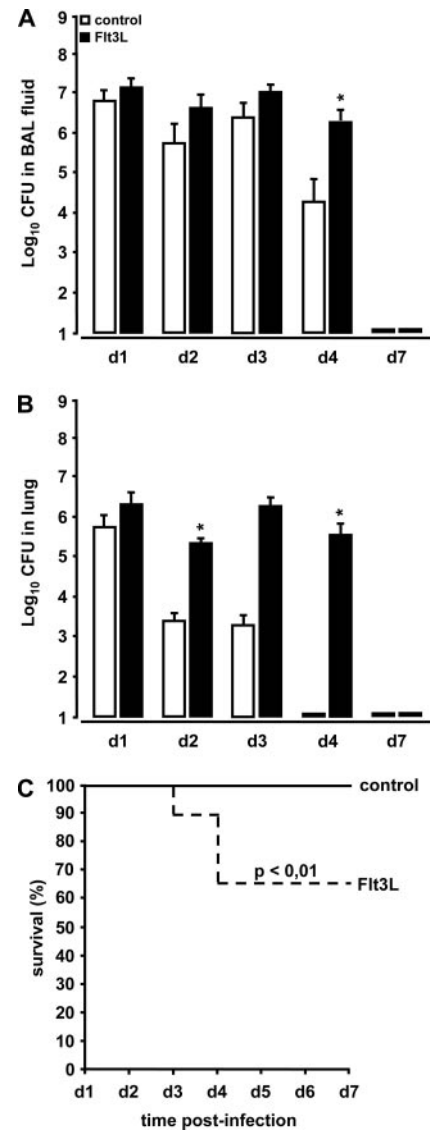 A
control
Flt3L
Log10 CFU in BAL fluid
9
8
7
6
5
4
3
2
1
*
d1 d2 d3 d4 d7
B
Log10 CFU in lung
9
8
7
6
5
4
3
2
1
*
*
d1 d2 d3 d4 d7
C
survival (%)
100
90
80
70
60
50
40
30
20
10
0
control
p < 0,01
Flt3L
d1 d2 d3 d4 d5 d6 d7
time post-infection